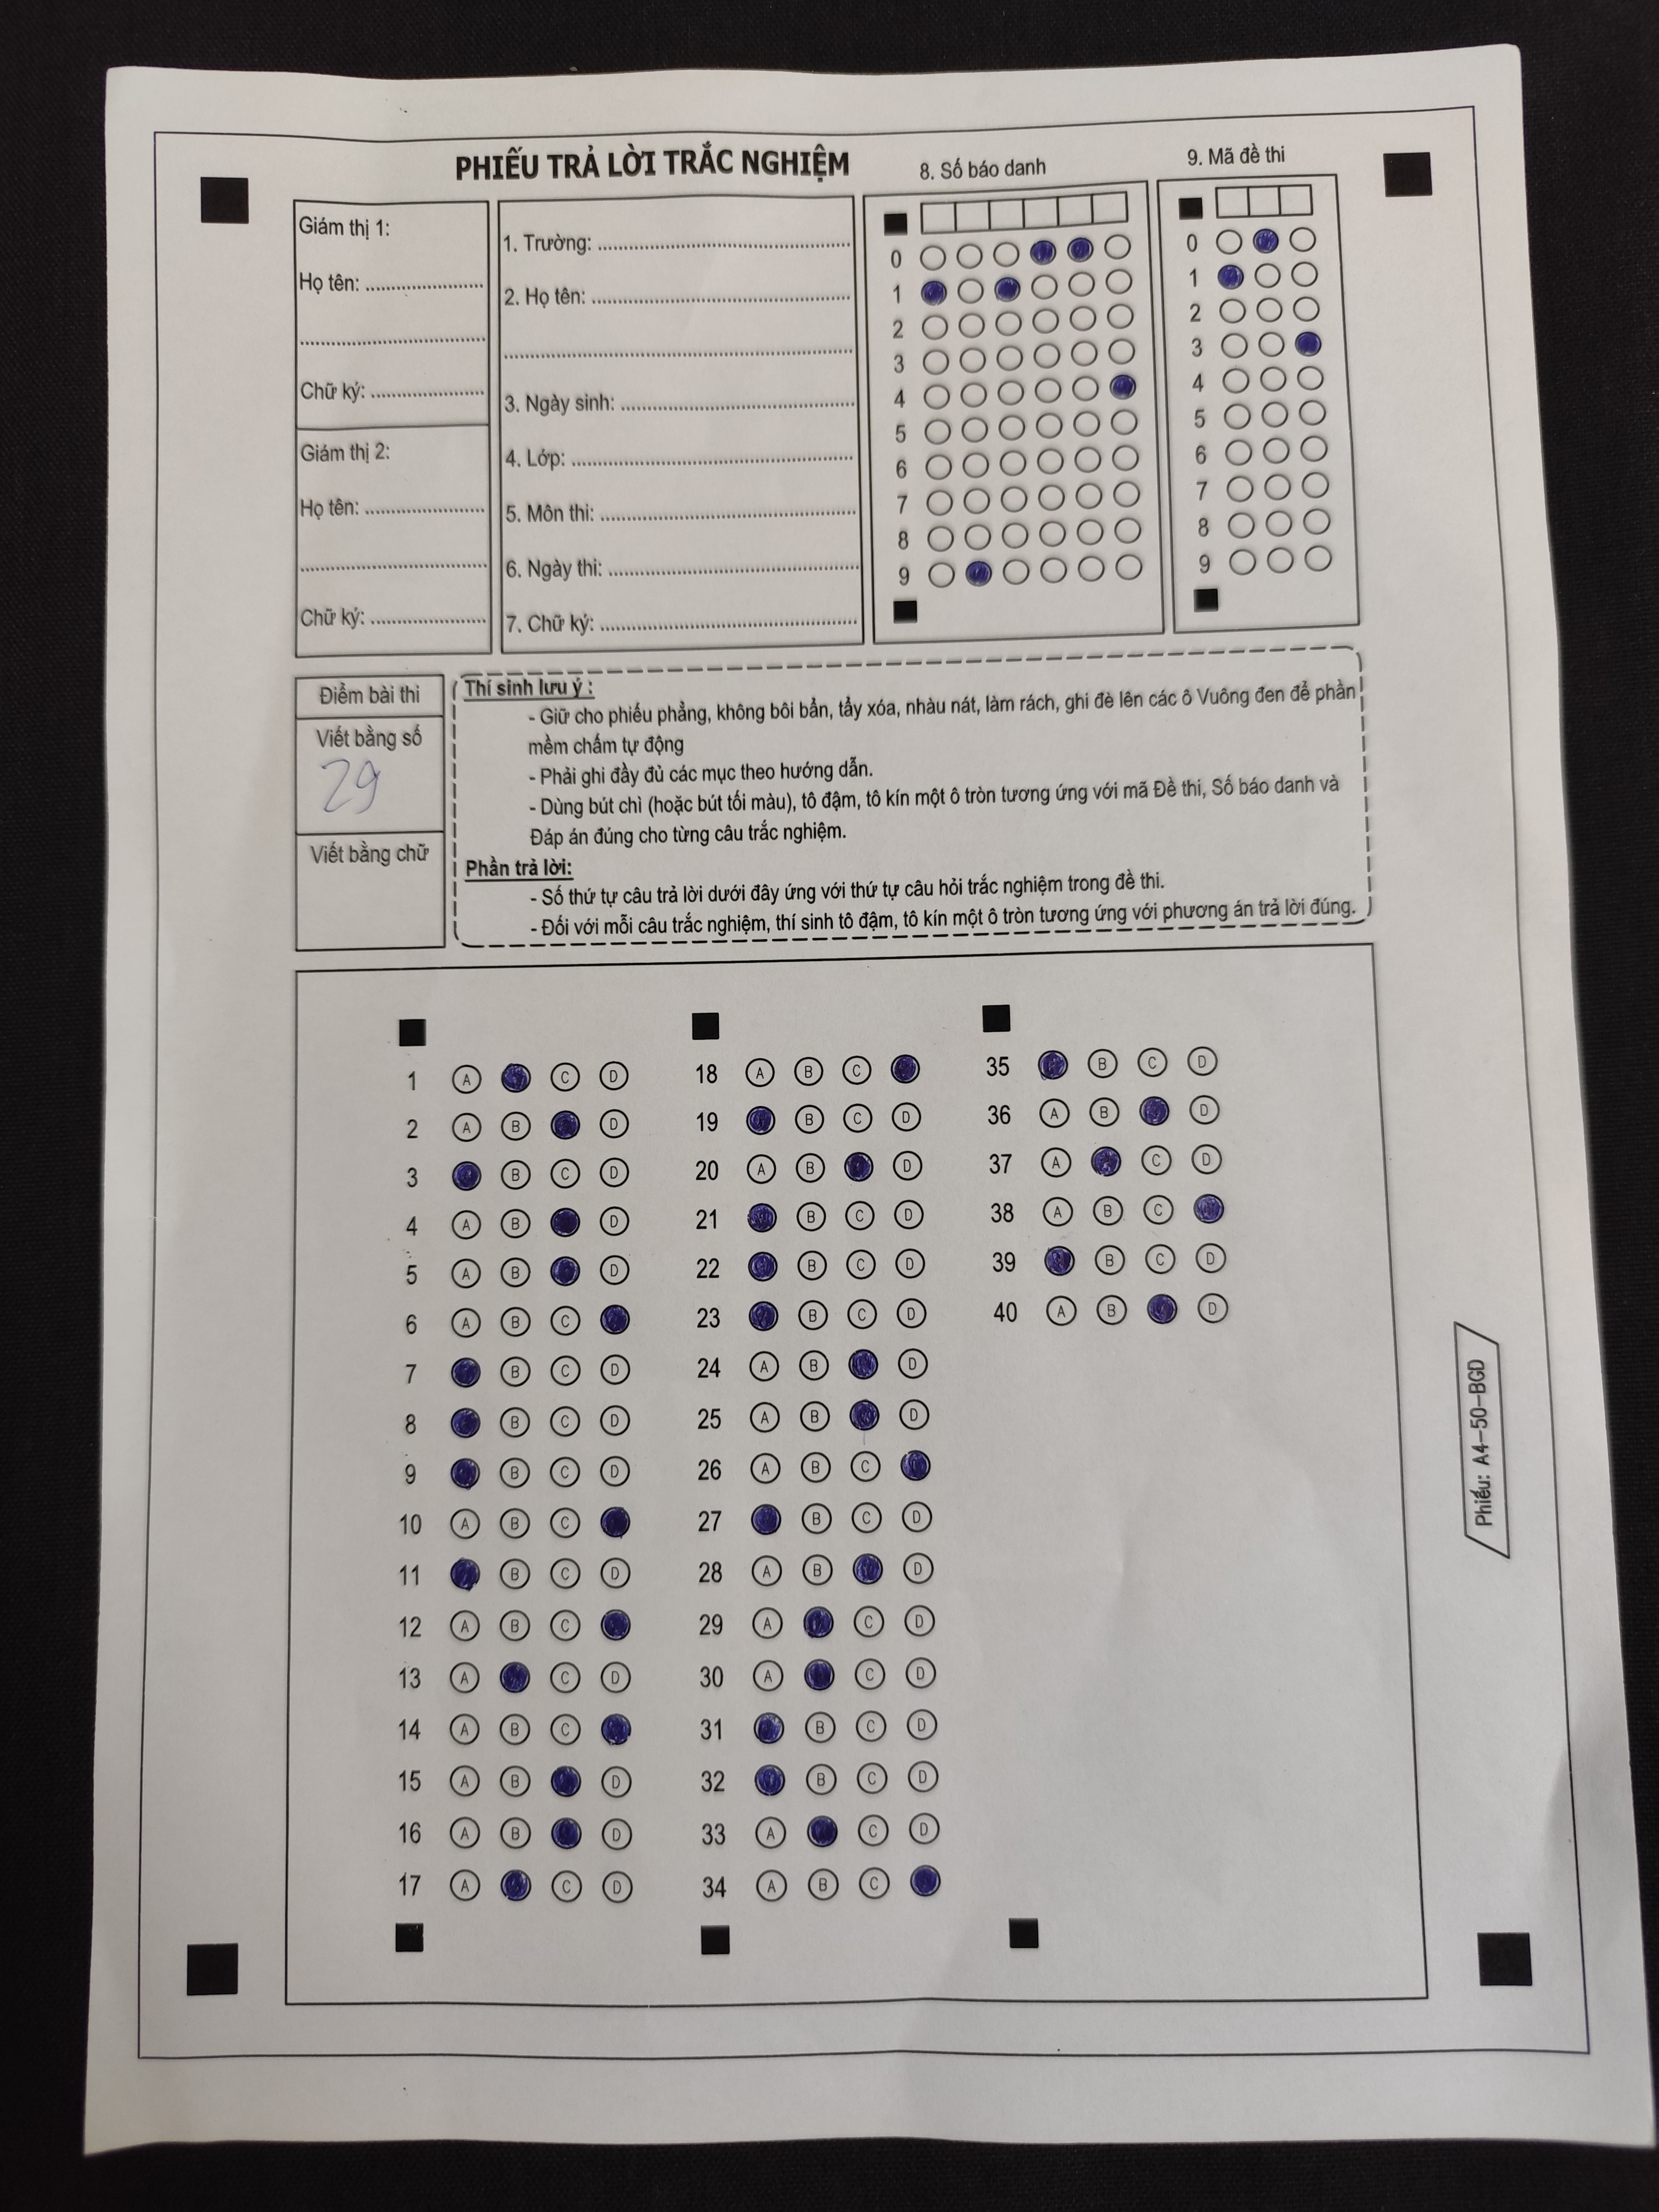 PHIẾU TRẢ LỜI TRẮC NGHIỆM
8. Số báo danh
9. Mã đề thi
Giám thị 1:
Họ tên: ........................
........................................
Chữ ký: .......................
Giám thị 2:
Họ tên: ........................
........................................
Chữ ký: .......................
1. Trường: ....................................................
2. Họ tên: .....................................................
........................................................................
3. Ngày sinh: ................................................
4. Lớp: ..........................................................
5. Môn thi: ....................................................
6. Ngày thi: ...................................................
7. Chữ ký: .....................................................
0
1
2
3
4
5
6
7
8
9
0
1
2
3
4
5
6
7
8
9
Điểm bài thi
Viết bằng số
29
Viết bằng chữ
Thí sinh lưu ý :
- Giữ cho phiếu phẳng, không bôi bẩn, tẩy xóa, nhàu nát, làm rách, ghi đè lên các ô Vuông đen để phần
mềm chấm tự động
- Phải ghi đầy đủ các mục theo hướng dẫn.
- Dùng bút chì (hoặc bút tối màu), tô đậm, tô kín một ô tròn tương ứng với mã Đề thi, Số báo danh và
Đáp án đúng cho từng câu trắc nghiệm.
Phần trả lời:
- Số thứ tự câu trả lời dưới đây ứng với thứ tự câu hỏi trắc nghiệm trong đề thi.
- Đối với mỗi câu trắc nghiệm, thí sinh tô đậm, tô kín một ô tròn tương ứng với phương án trả lời đúng.
1 A C D
2 A B D
3 B C D
4 A B D
5 A B D
6 A B C
7 B C D
8 B C D
9 B C D
10 A B C
11 B C D
12 A B C
13 A C D
14 A B C
15 A B D
16 A B D
17 A C D
18 A B C
19 B C D
20 A B D
21 B C D
22 B C D
23 B C D
24 A B D
25 A B D
26 A B C
27 B C D
28 A B D
29 A C D
30 A C D
31 B C D
32 B C D
33 A C D
34 A B C
35 B C D
36 A B D
37 A C D
38 A B C
39 B C D
40 A B D
Phiếu: A4-50-BGD